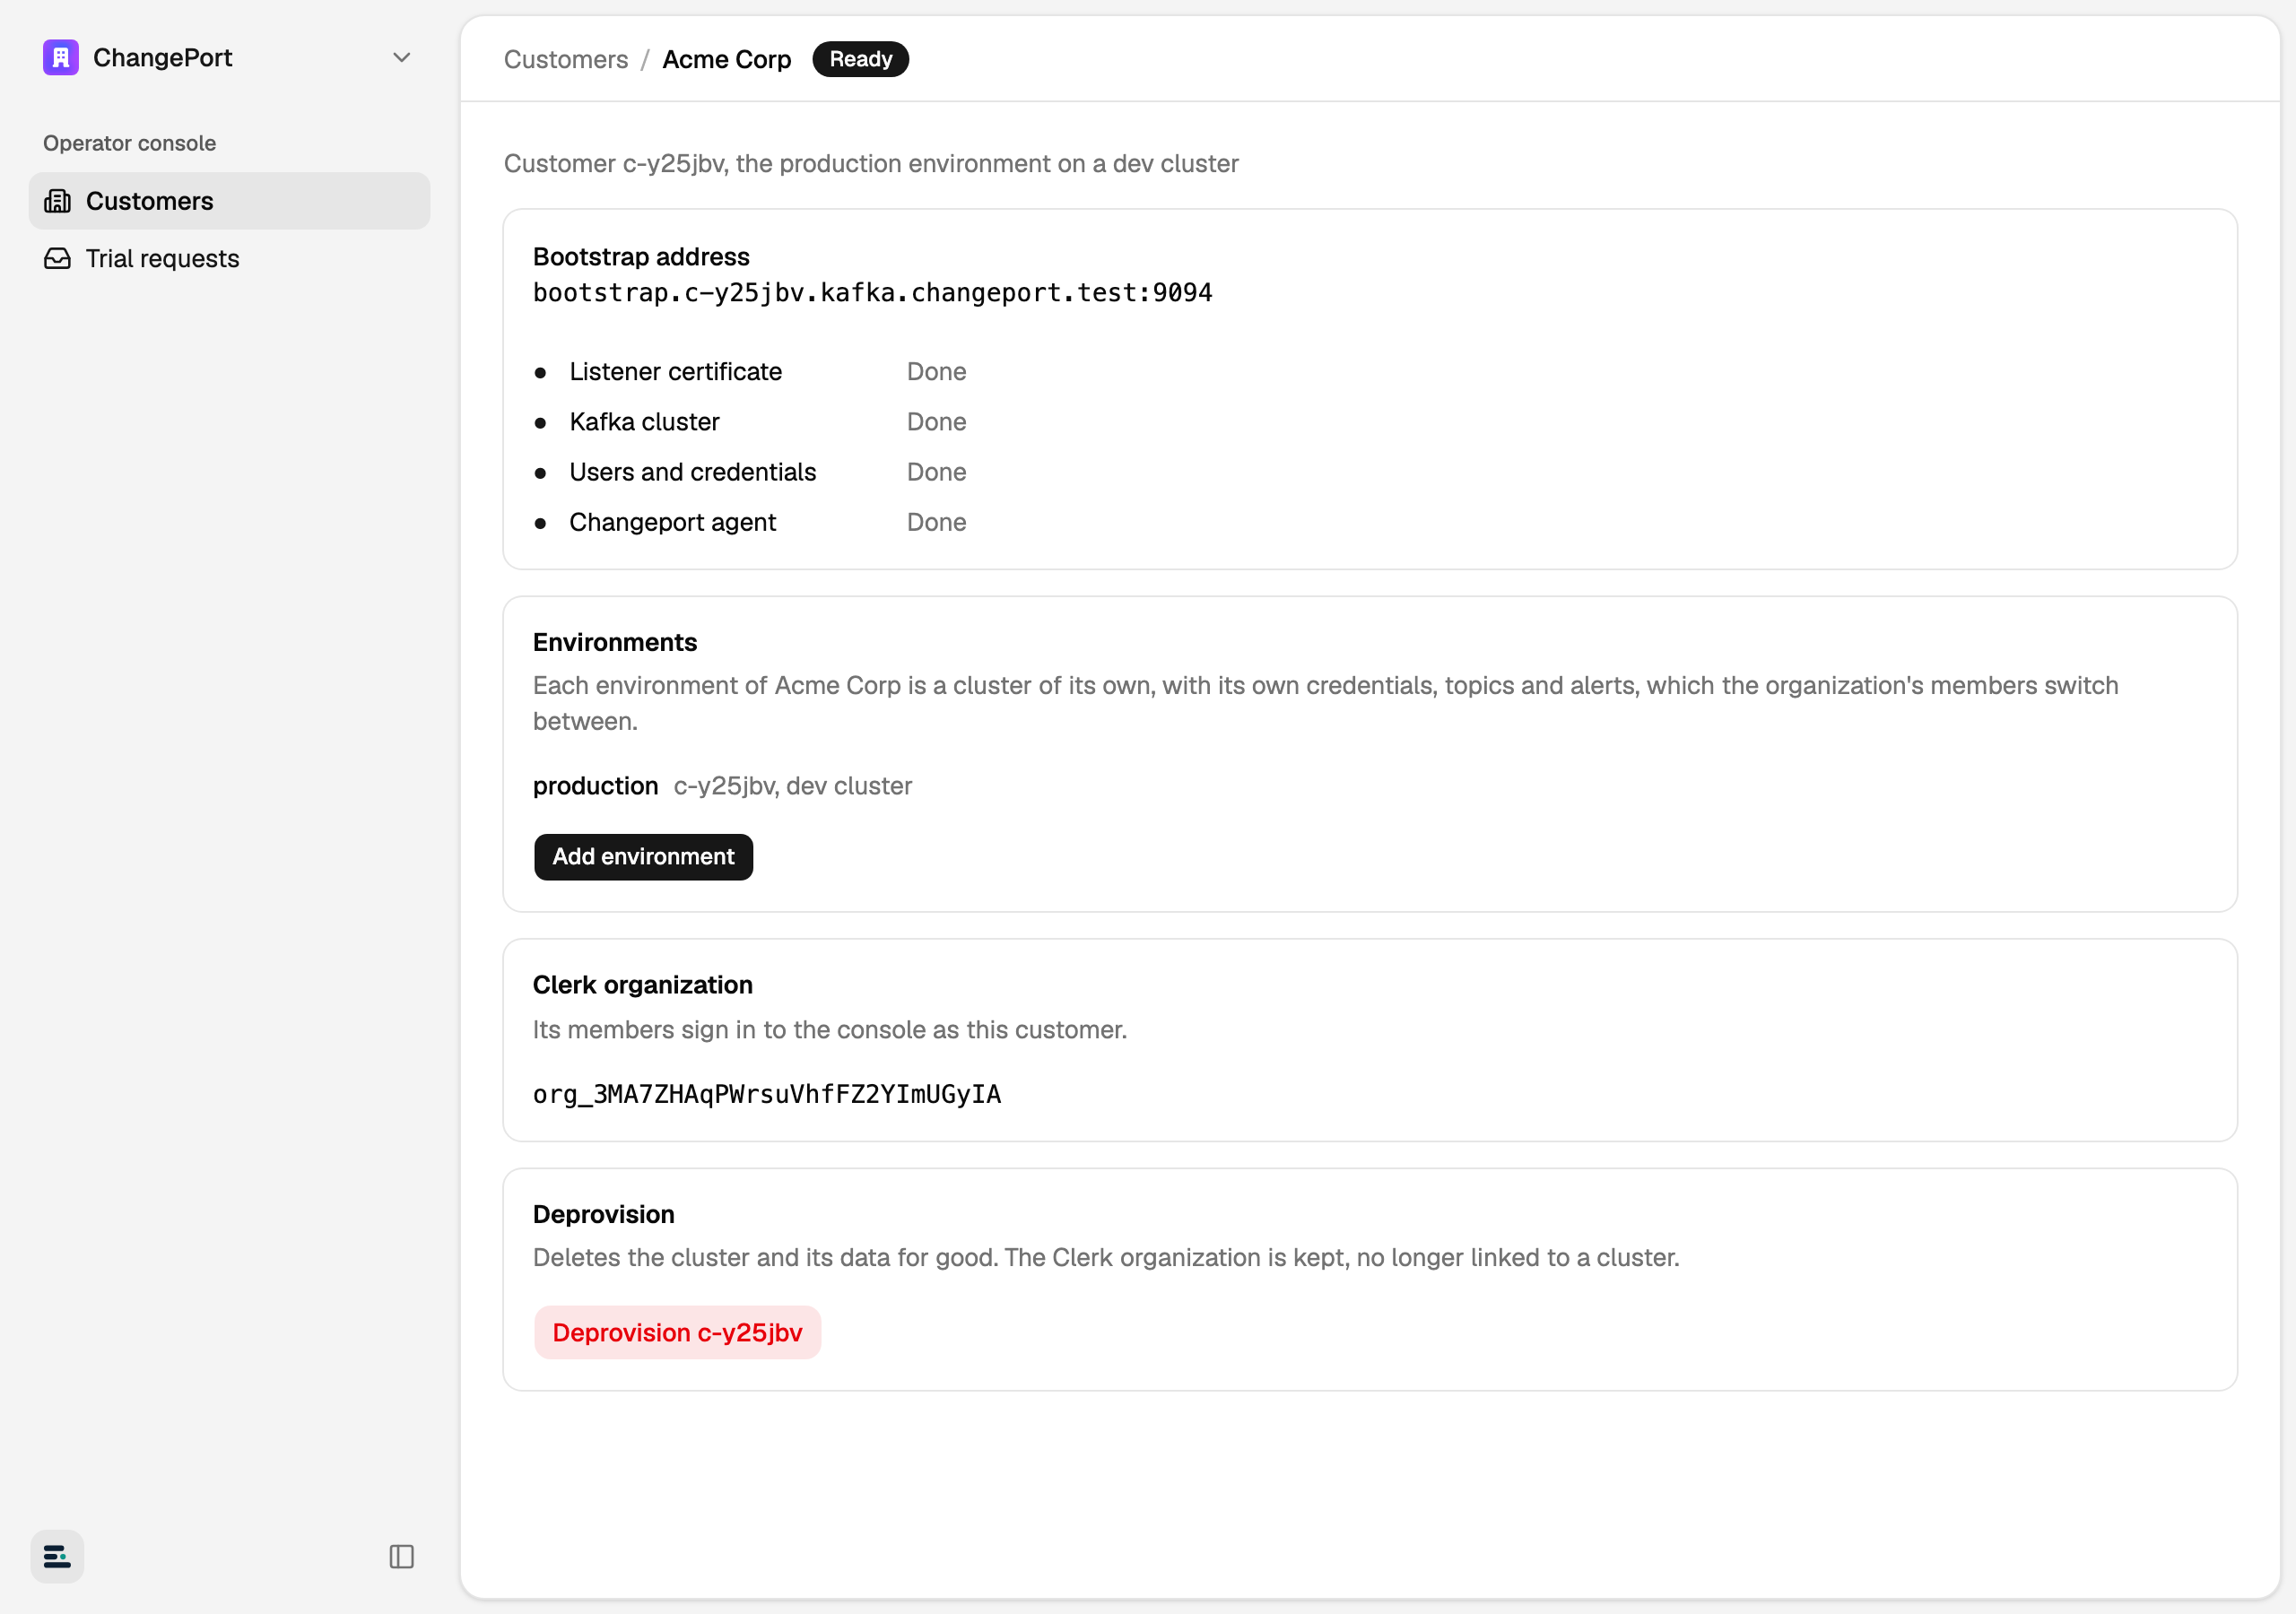 ChangePort
Operator console
Customers
Trial requests
Customers / Acme Corp Ready
Customer c-y25jbv, the production environment on a dev cluster
Bootstrap address
bootstrap.c-y25jbv.kafka.changeport.test:9094
Listener certificate Done
Kafka cluster Done
Users and credentials Done
Changeport agent Done
Environments
Each environment of Acme Corp is a cluster of its own, with its own credentials, topics and alerts, which the organization's members switch
between.
production c-y25jbv, dev cluster
Add environment
Clerk organization
Its members sign in to the console as this customer.
org_3MA7ZHAqPWrsuVhfFZ2YImUGyIA
Deprovision
Deletes the cluster and its data for good. The Clerk organization is kept, no longer linked to a cluster.
Deprovision c-y25jbv